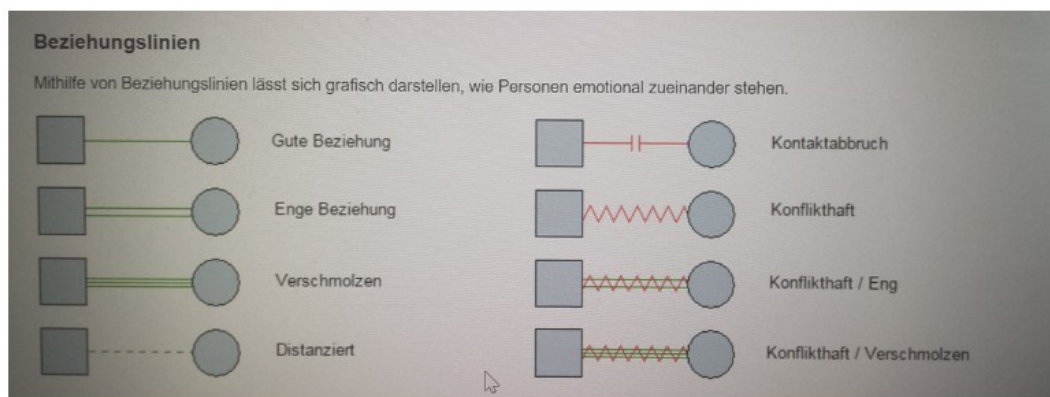 Beziehungslinien
Mithilfe von Beziehungslinien lässt sich grafisch darstellen, wie Personen emotional zueinander stehen.
Gute Beziehung
Enge Beziehung
Verschmolzen
Distanziert
Kontaktabbruch
Konflikthaft
Konflikthaft / Eng
Konflikthaft / Verschmolzen